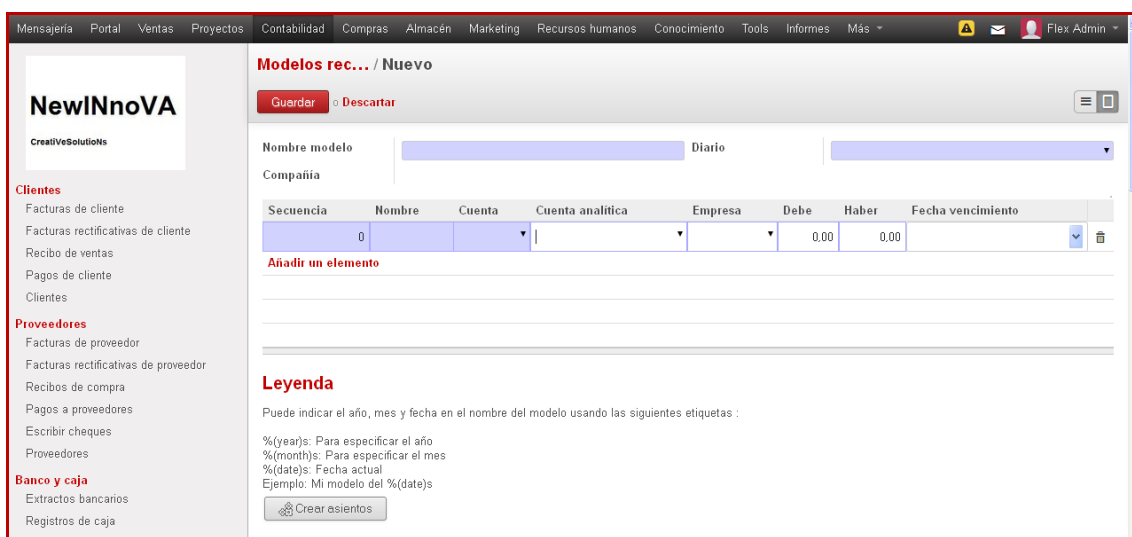 Mensajería Portal Ventas Proyectos Contabilidad Compras Almacén Marketing Recursos humanos Conocimiento Tools Informes Más Flex Admin
NewINnoVA
CreatiVeSolutioNs
Clientes
Facturas de cliente
Facturas rectificativas de cliente
Recibo de ventas
Pagos de cliente
Clientes
Proveedores
Facturas de proveedor
Facturas rectificativas de proveedor
Recibos de compra
Pagos a proveedores
Escribir cheques
Proveedores
Banco y caja
Extractos bancarios
Registros de caja
Modelos rec... / Nuevo
Guardar o Descartar
Nombre modelo Diario
Compañía
Secuencia Nombre Cuenta Cuenta analítica Empresa Debe Haber Fecha vencimiento
0 0,00 0,00
Añadir un elemento
Leyenda
Puede indicar el año, mes y fecha en el nombre del modelo usando las siguientes etiquetas :
%(year)s: Para especificar el año
%(month)s: Para especificar el mes
%(date)s: Fecha actual
Ejemplo: Mi modelo del %(date)s
Crear asientos